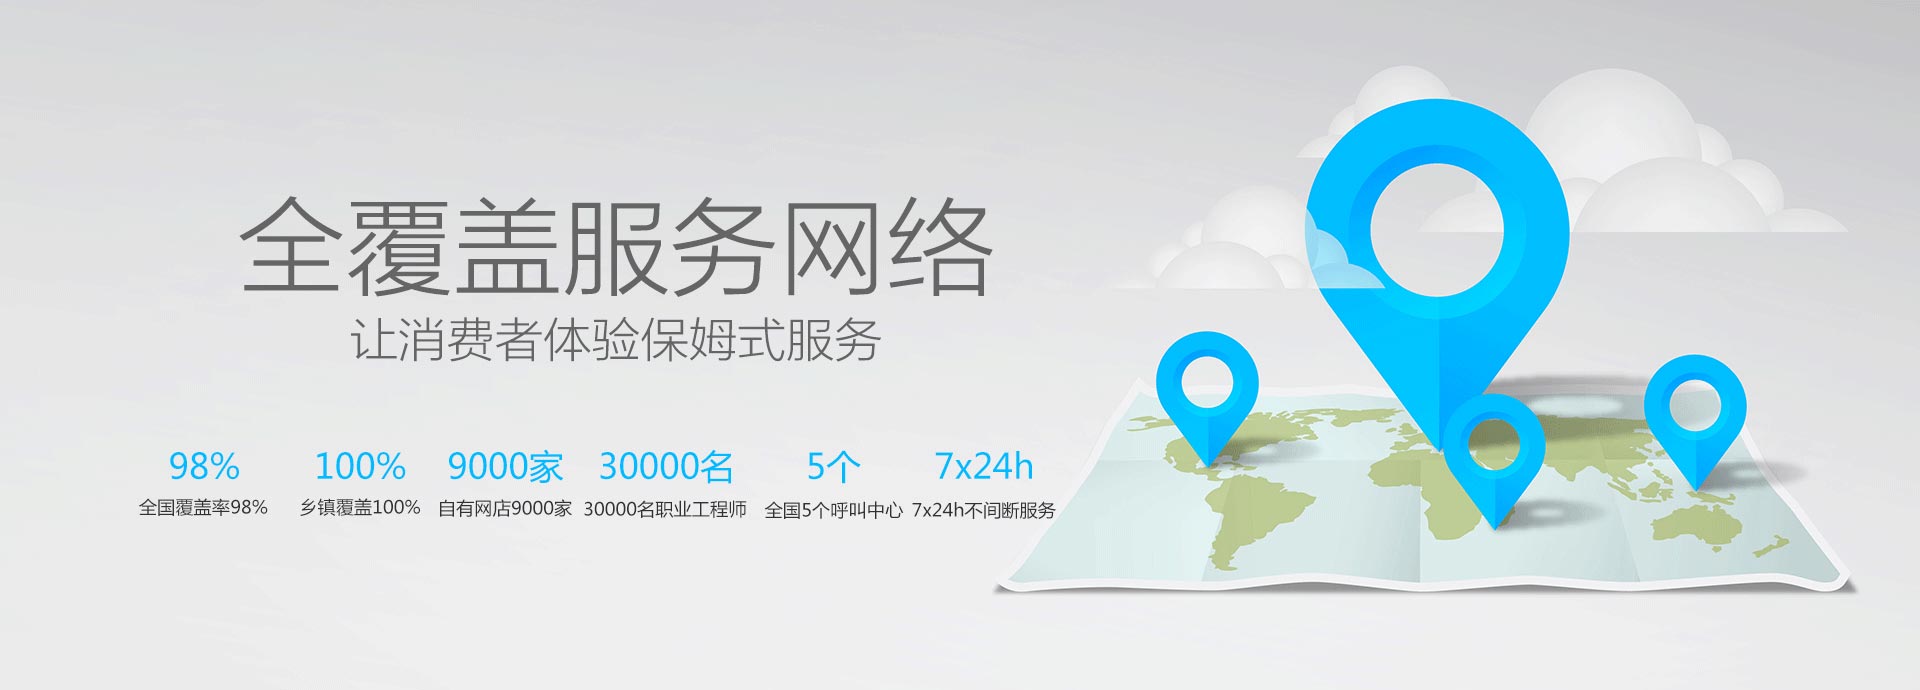 全覆盖服务网络
让消费者体验保姆式服务
98% 100% 9000家 30000名 5个 7x24h
全国覆盖率98% 乡镇覆盖100% 自有网店9000家 30000名职业工程师 全国5个呼叫中心 7x24h不间断服务